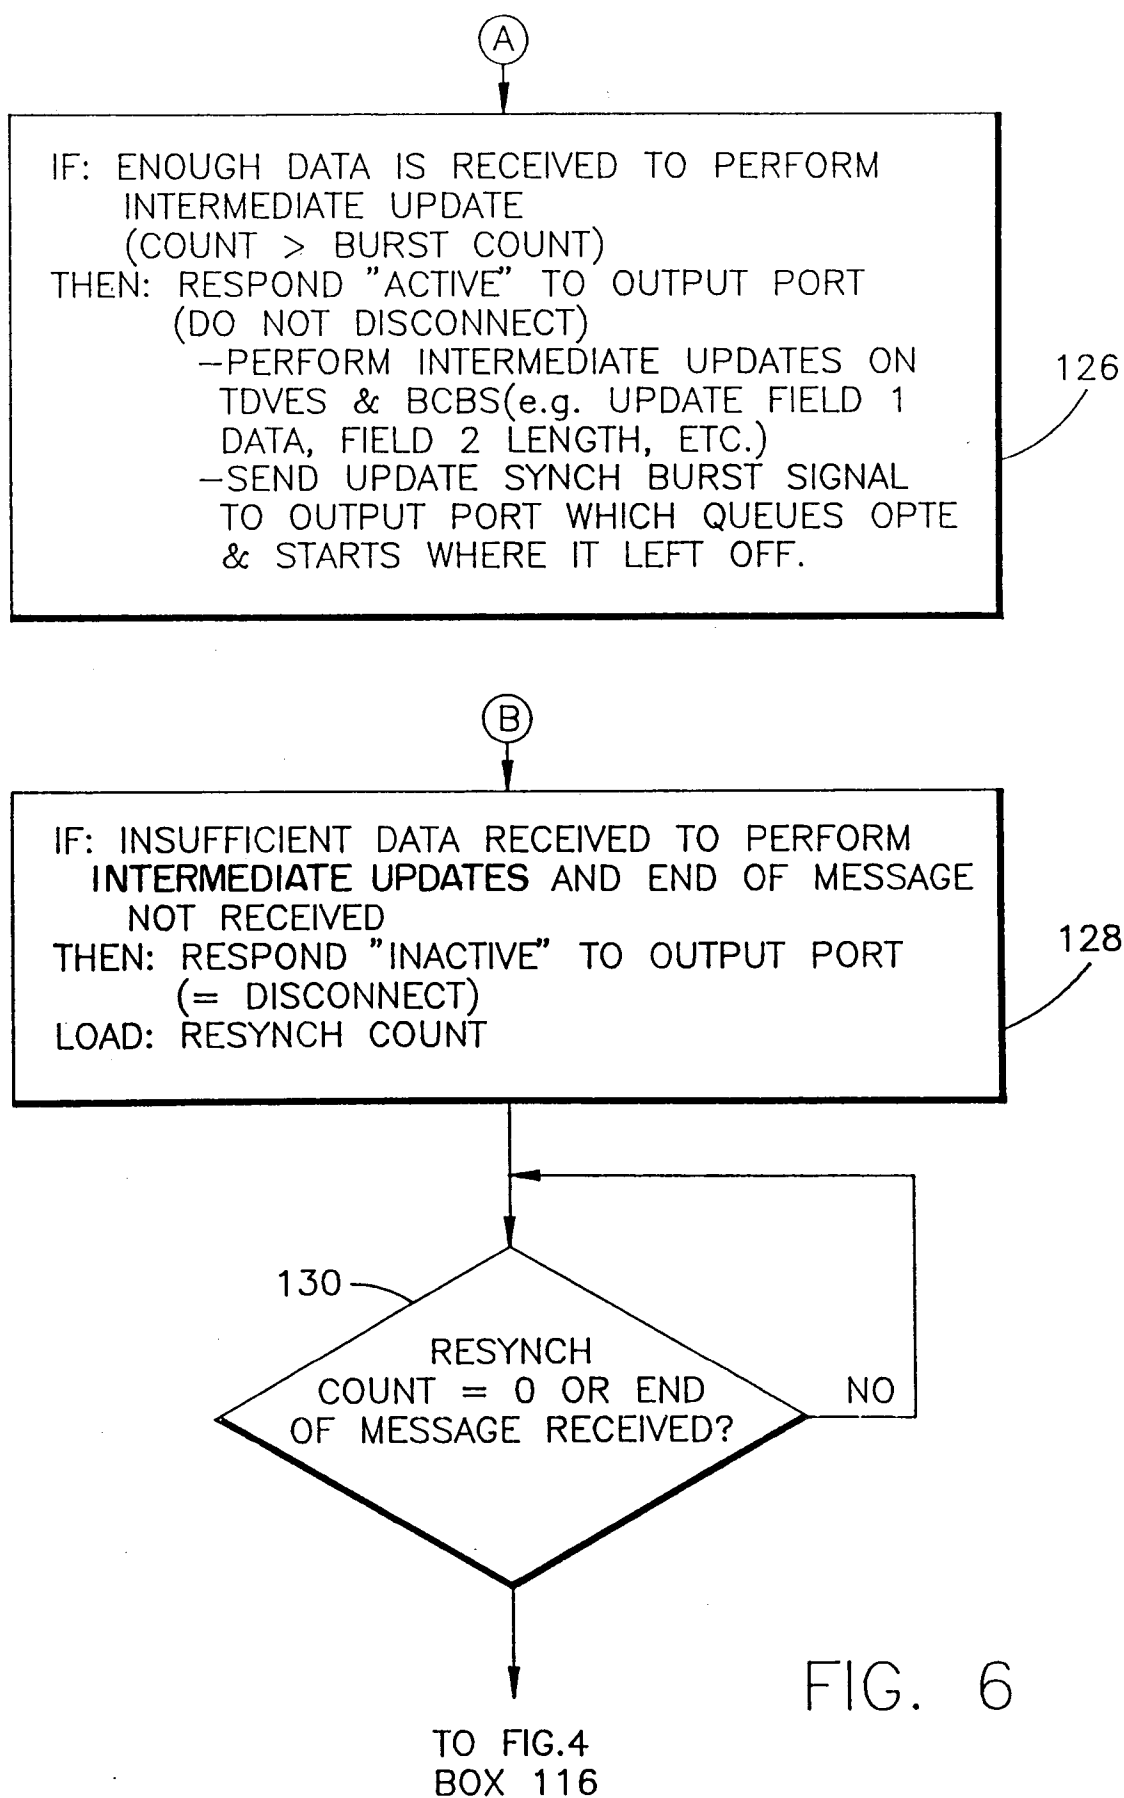 A
IF: ENOUGH DATA IS RECEIVED TO PERFORM
INTERMEDIATE UPDATE
(COUNT > BURST COUNT)
THEN: RESPOND "ACTIVE" TO OUTPUT PORT
(DO NOT DISCONNECT)
-PERFORM INTERMEDIATE UPDATES ON
TDVES & BCBS(e.g. UPDATE FIELD 1
DATA, FIELD 2 LENGTH, ETC.)
-SEND UPDATE SYNCH BURST SIGNAL
TO OUTPUT PORT WHICH QUEUES OPTE
& STARTS WHERE IT LEFT OFF.
126
B
IF: INSUFFICIENT DATA RECEIVED TO PERFORM
INTERMEDIATE UPDATES AND END OF MESSAGE
NOT RECEIVED
THEN: RESPOND "INACTIVE" TO OUTPUT PORT
(= DISCONNECT)
LOAD: RESYNCH COUNT
128
130
RESYNCH
COUNT = 0 OR END
OF MESSAGE RECEIVED?
NO
TO FIG.4
BOX 116
FIG. 6